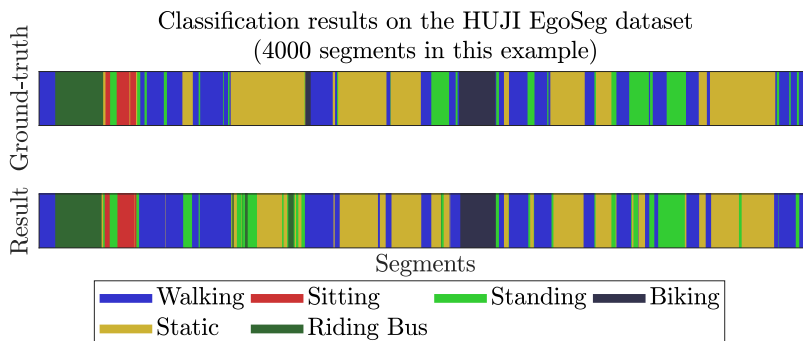 Classification results on the HUJI EgoSeg dataset
(4000 segments in this example)
Ground-truth
Result
Segments
Walking Sitting Standing Biking
Static Riding Bus